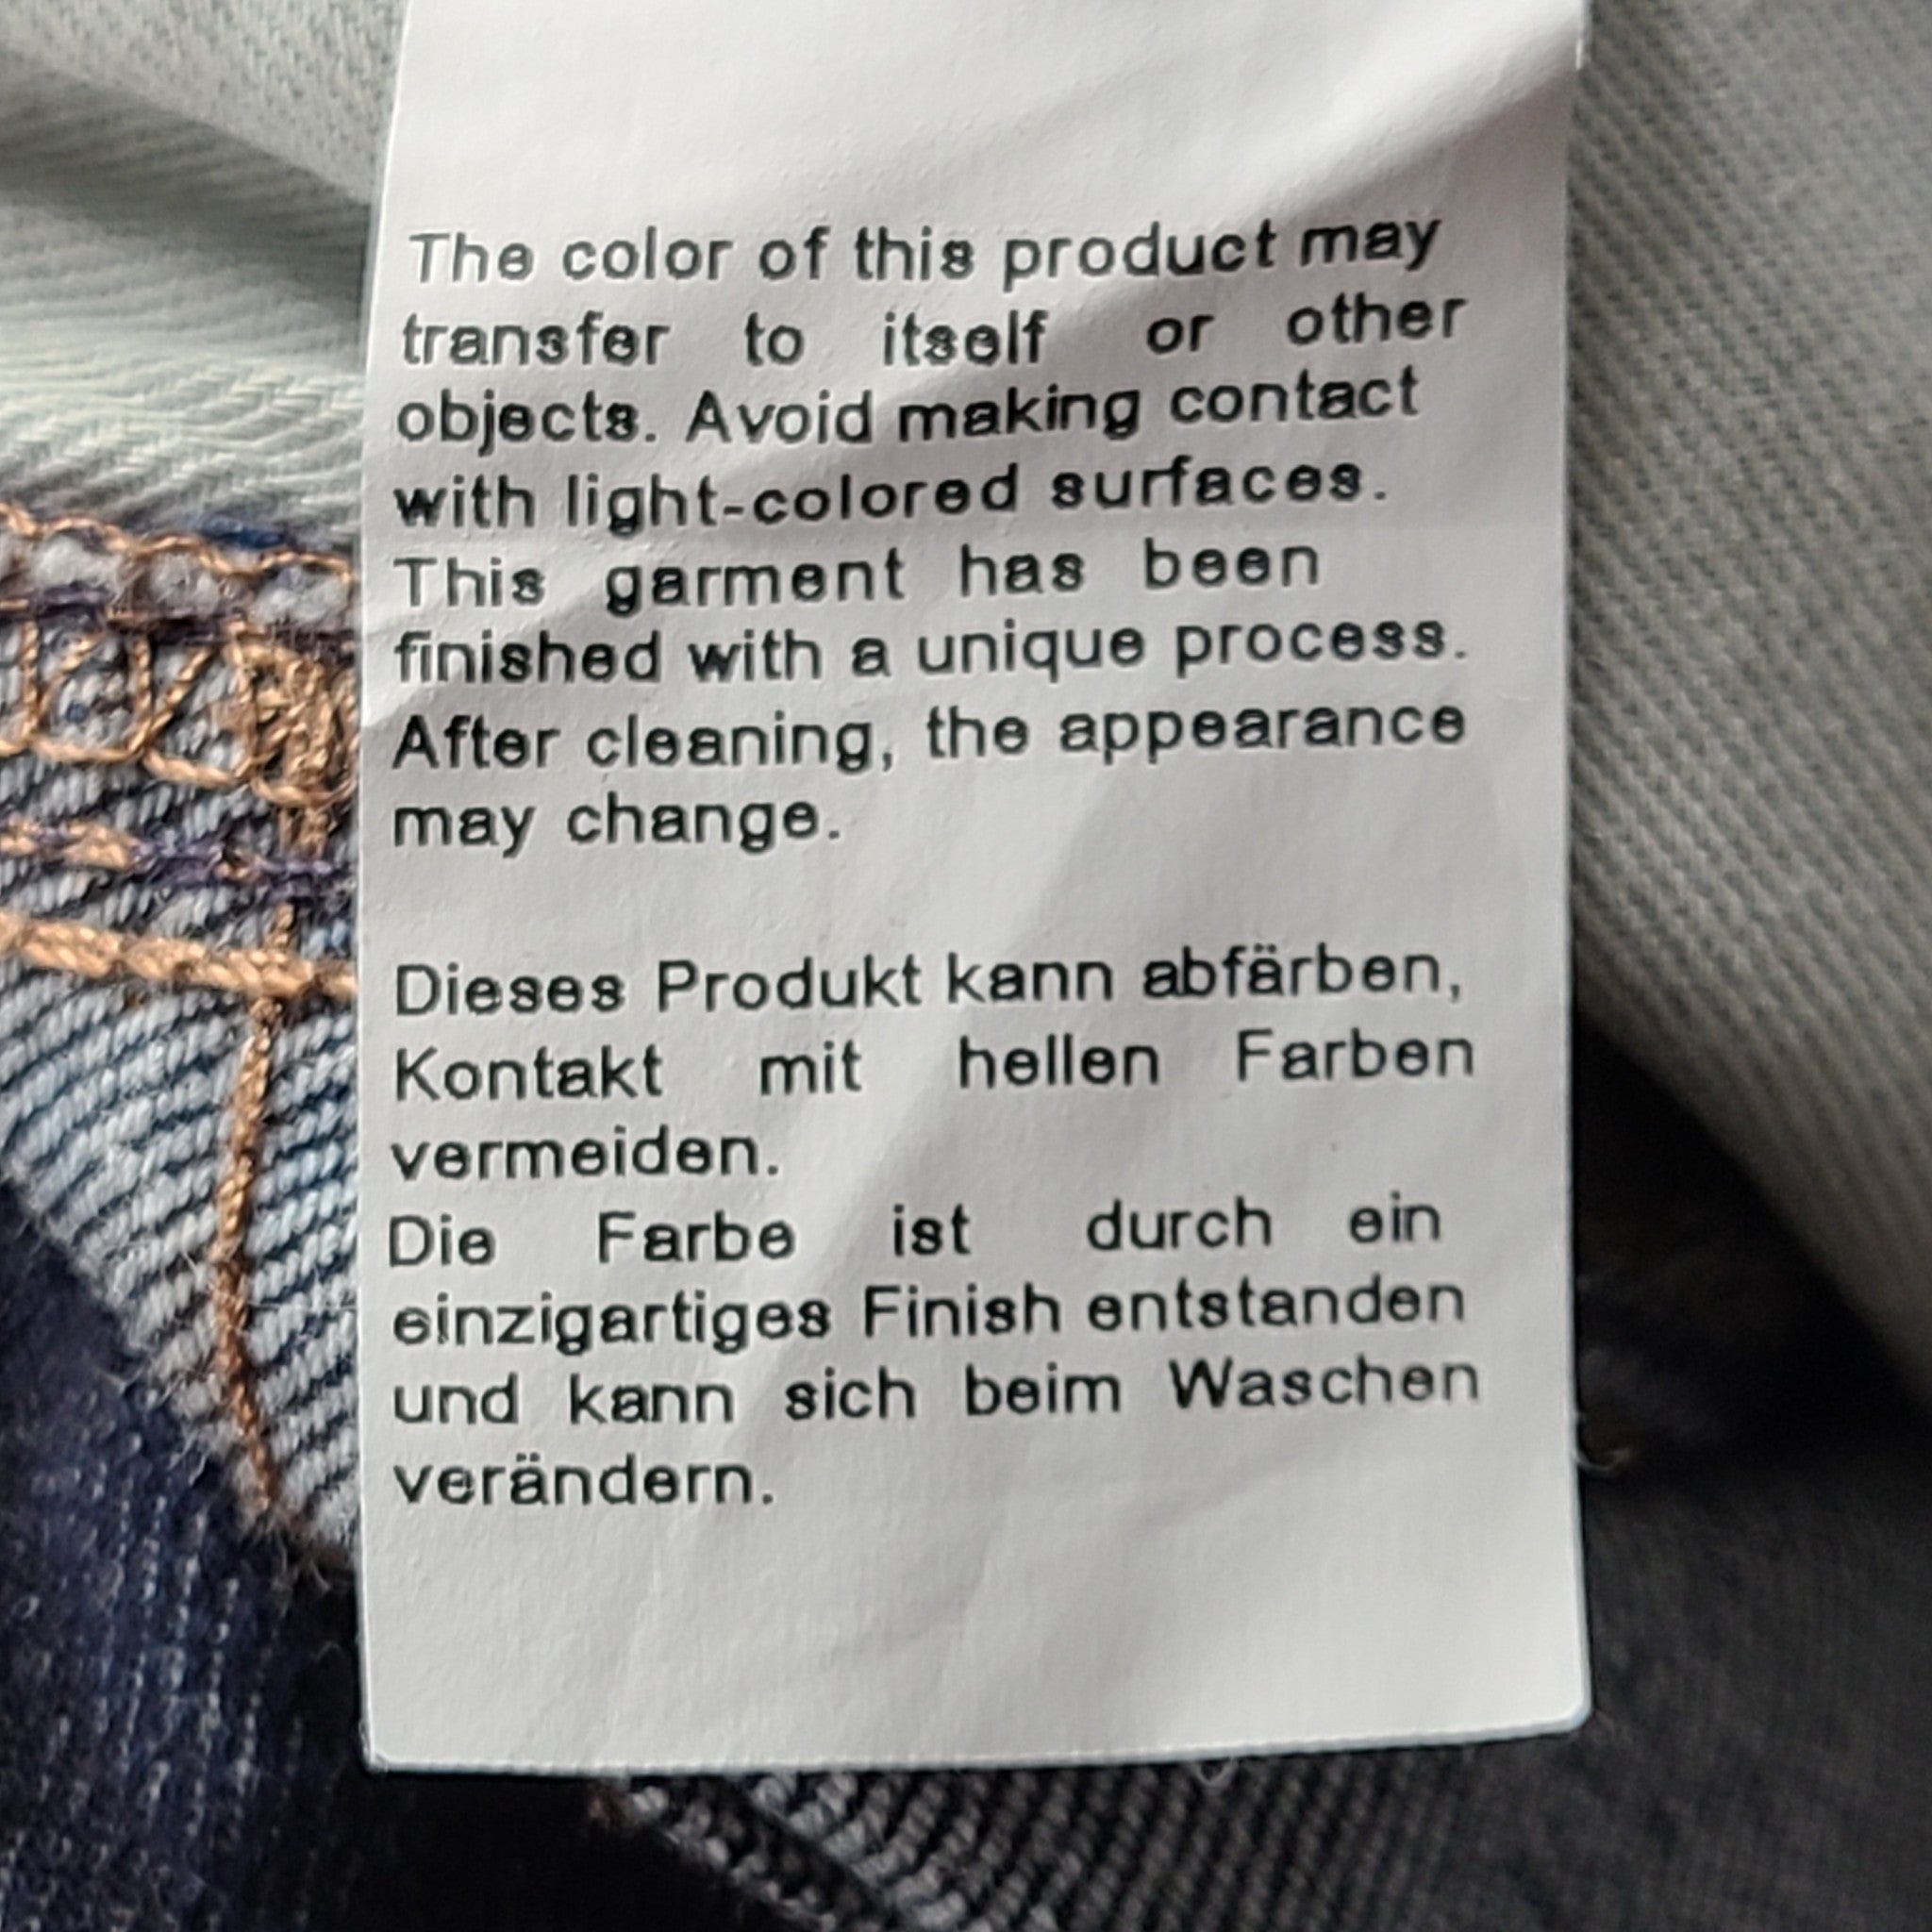 The color of this product may
transfer to itself or other
objects. Avoid making contact
with light-colored surfaces.
This garment has been
finished with a unique process.
After cleaning, the appearance
may change.
Dieses Produkt kann abfärben,
Kontakt mit hellen Farben
vermeiden.
Die Farbe ist durch ein
einzigartiges Finish entstanden
und kann sich beim Waschen
verändern.